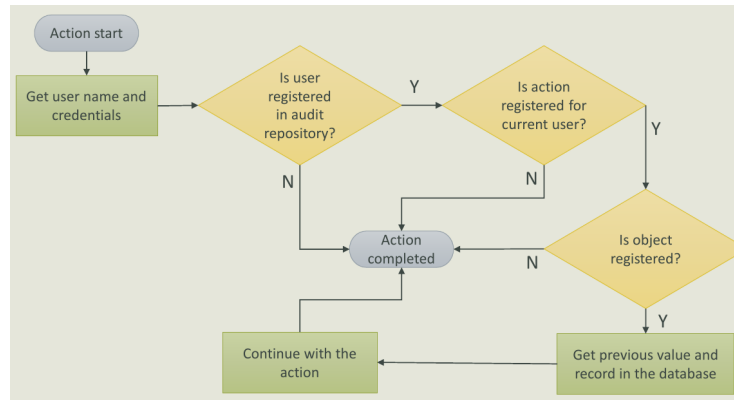 Action start
Get user name and
credentials
Is user
registered
in audit
repository?
Y
Is action
registered for
current user?
Y
N
N
Action
completed
N
Is object
registered?
Y
Continue with the
action
Get previous value and
record in the database